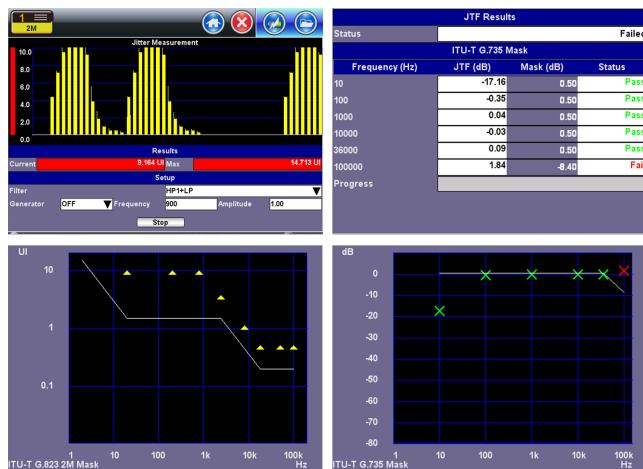 1
2M
Jitter Measurement
10.0
8.0
6.0
4.0
2.0
0.0
Results
Current 9.164 UI Max 14.713 UI
Setup
Filter HP1+LP
Generator OFF Frequency 900 Amplitude 1.00
Stop
JTF Results
Status Failed
ITU-T G.735 Mask
Frequency (Hz) JTF (dB) Mask (dB) Status
10 -17.16 0.50 Pass
100 -0.35 0.50 Pass
1000 0.04 0.50 Pass
10000 -0.03 0.50 Pass
36000 0.09 0.50 Pass
100000 1.84 -8.40 Fail
Progress
UI
10
1
0.1
1 10 100 1k 10k 100k
ITU-T G.823 2M Mask Hz
dB
0
-10
-20
-30
-40
-50
-60
-70
-80
1 10 100 1k 10k 100k
ITU-T G.735 Mask Hz